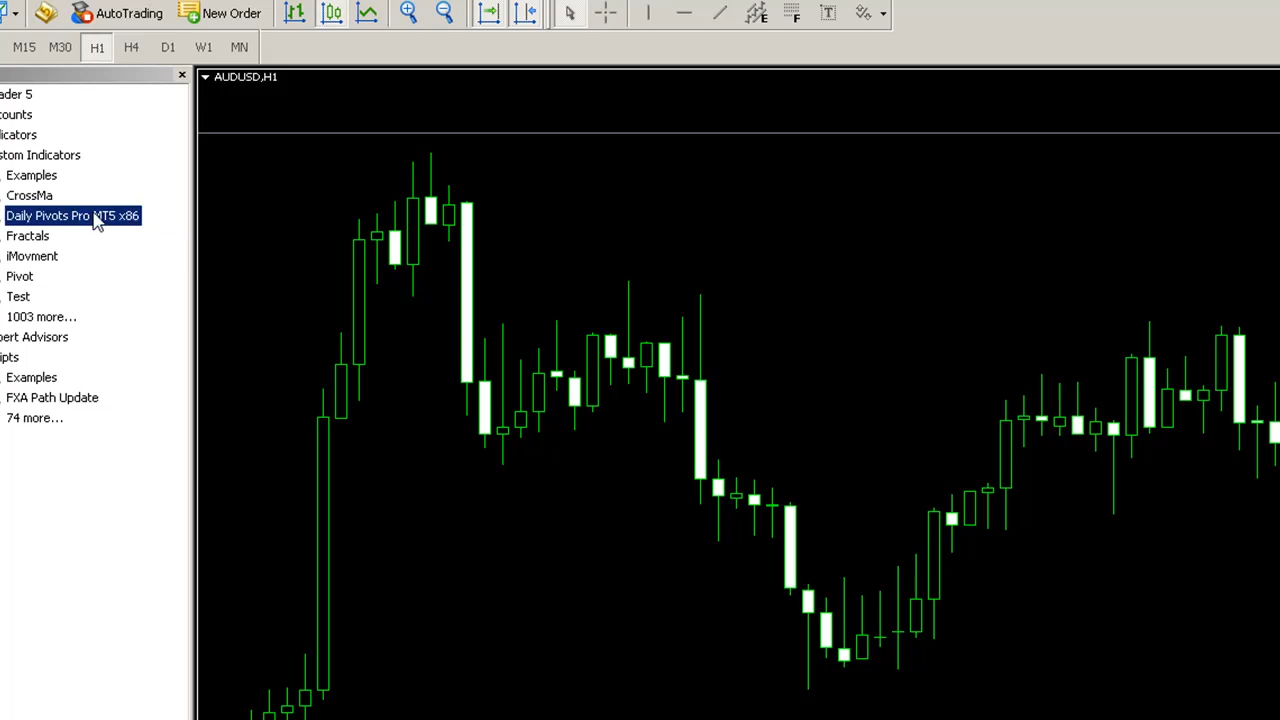 AutoTrading New Order
M15 M30 H1 H4 D1 W1 MN
AUDUSD,H1
ader 5
counts
icators
stom Indicators
Examples
CrossMa
Daily Pivots Pro MT5 x86
Fractals
iMovment
Pivot
Test
1003 more...
pert Advisors
ipts
Examples
FXA Path Update
74 more...